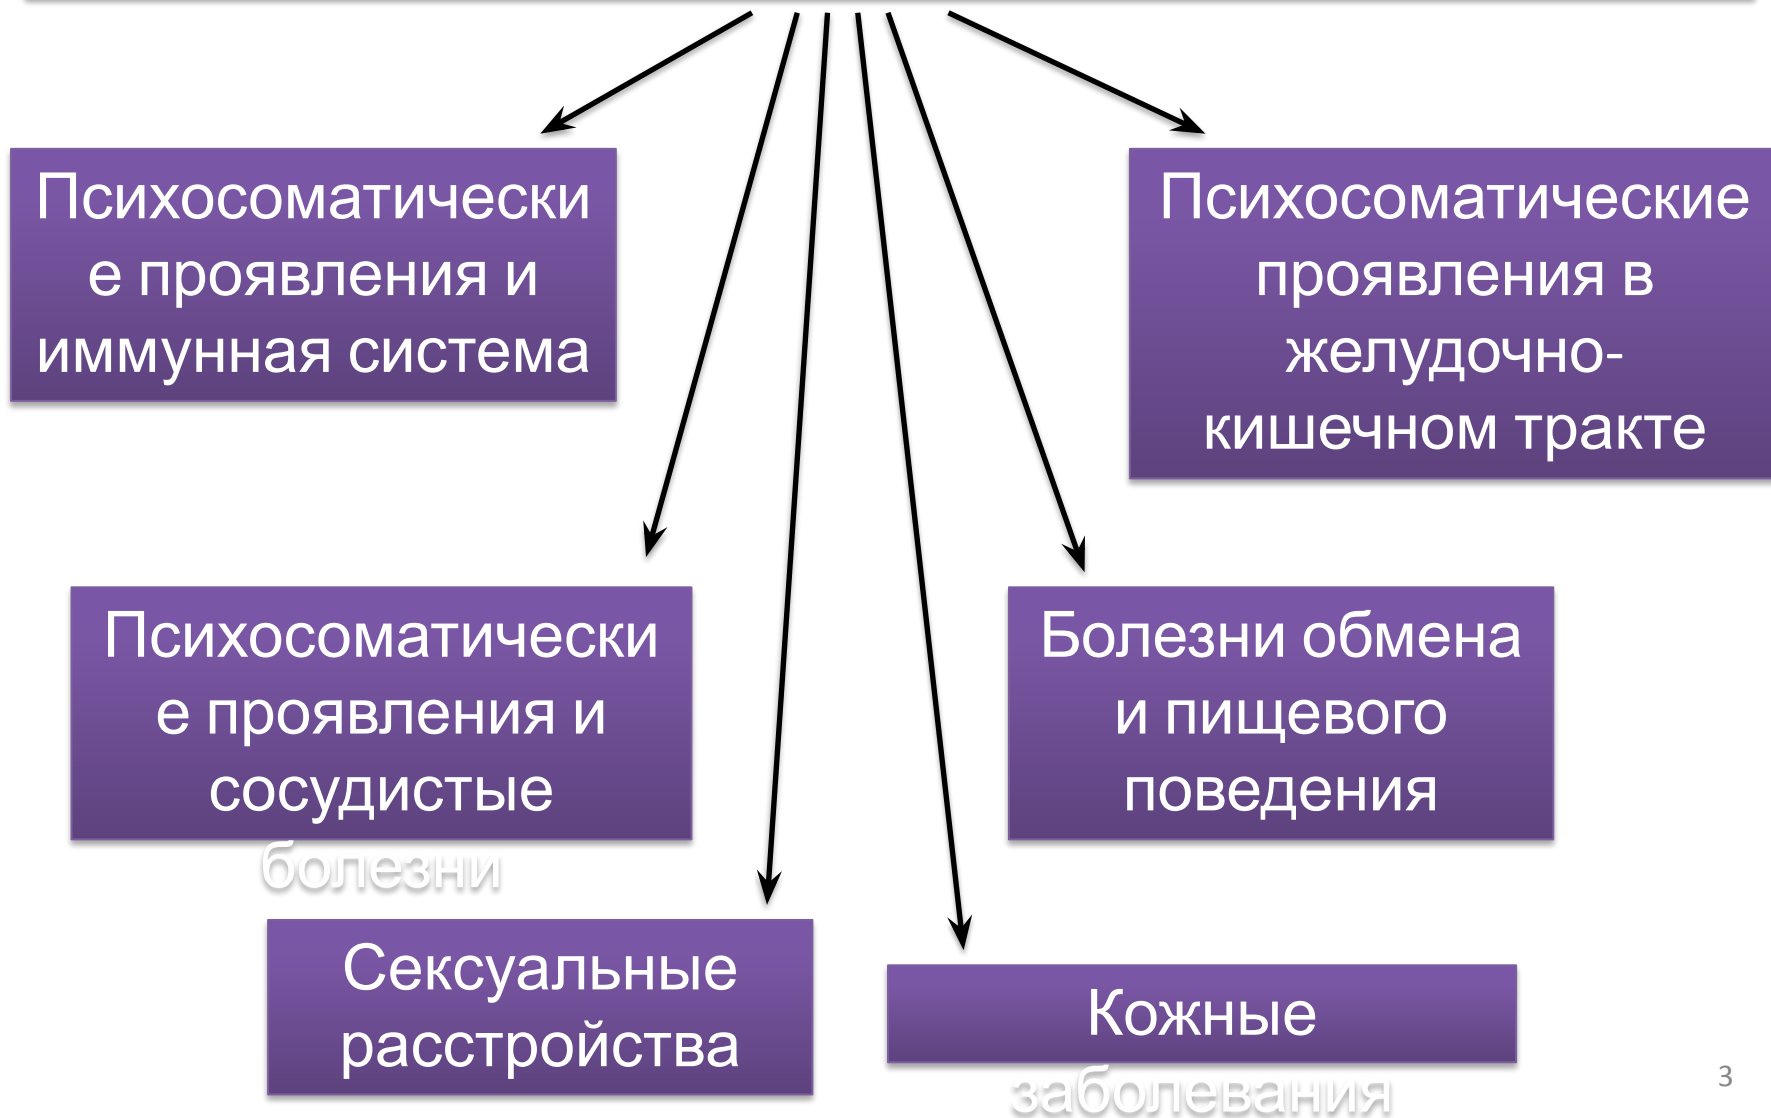 Психосоматически
е проявления и
иммунная система
Психосоматические
проявления в
желудочно-
кишечном тракте
Психосоматически
е проявления и
сосудистые
болезни
Болезни обмена
и пищевого
поведения
Сексуальные
расстройства
Кожные
заболевания
3